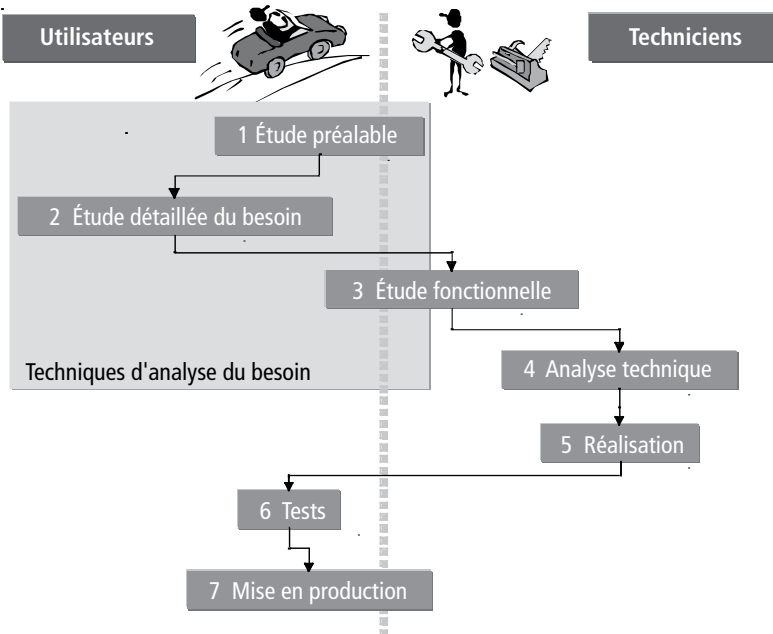 Utilisateurs
Techniciens
1 Étude préalable
2 Étude détaillée du besoin
3 Étude fonctionnelle
Techniques d'analyse du besoin
4 Analyse technique
5 Réalisation
6 Tests
7 Mise en production